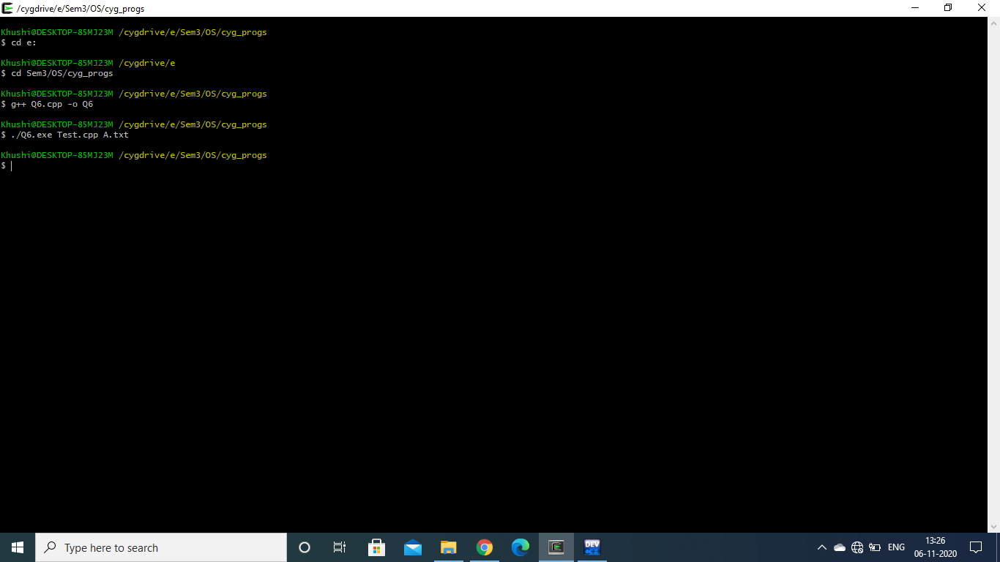 /cygdrive/e/Sem3/OS/cyg_progs
Khushi@DESKTOP-85MJ23M /cygdrive/e/Sem3/OS/cyg_progs
$ cd e:
Khushi@DESKTOP-85MJ23M /cygdrive/e
$ cd Sem3/OS/cyg_progs
Khushi@DESKTOP-85MJ23M /cygdrive/e/Sem3/OS/cyg_progs
$ g++ Q6.cpp -o Q6
Khushi@DESKTOP-85MJ23M /cygdrive/e/Sem3/OS/cyg_progs
$ ./Q6.exe Test.cpp A.txt
Khushi@DESKTOP-85MJ23M /cygdrive/e/Sem3/OS/cyg_progs
$
Type here to search
DEV
C++
ENG
13:26
06-11-2020